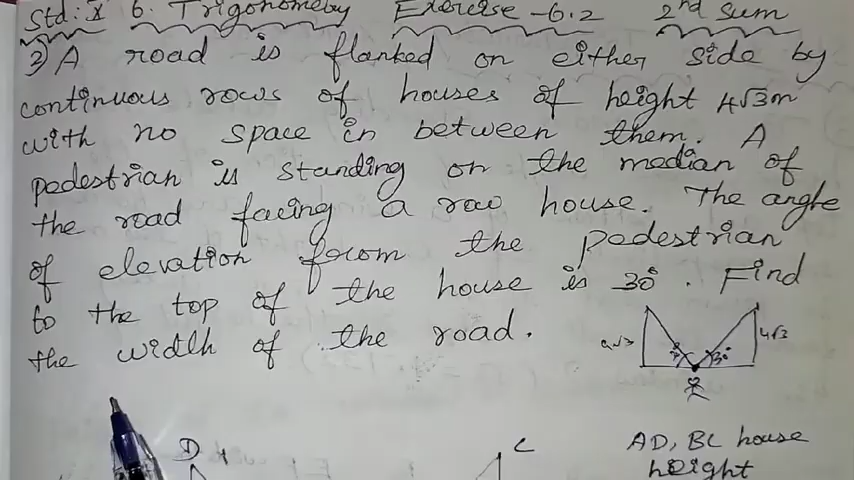 Std: X 6. Trigonometry Exercise - 6.2 2nd Sum
2) A road is flanked on either side by
continuous rows of houses of height 4√3m
with no space in between them. A
pedestrian is standing on the median of
the road facing a row house. The angle
of elevation from the pedestrian
to the top of the house is 30°. Find
the width of the road.
4√3 30° 4√3
D C
AD, BC house
height